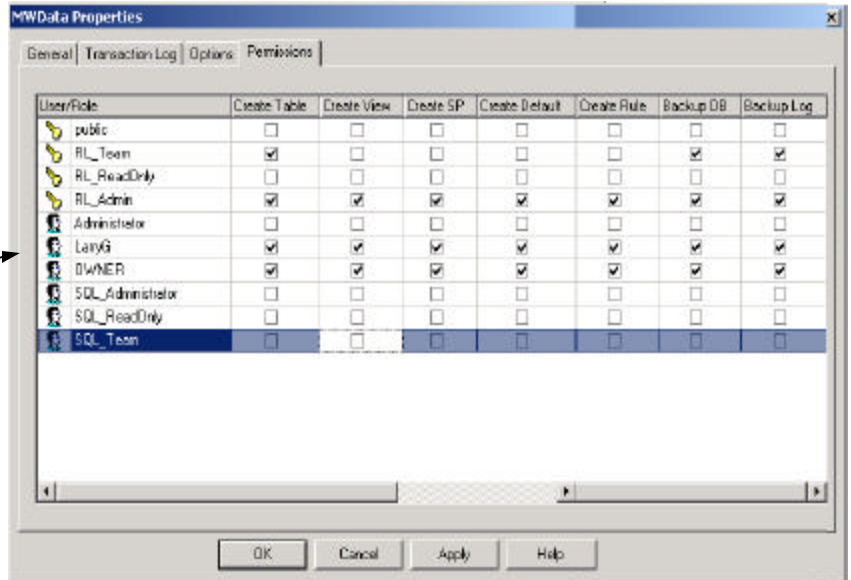 MWData Properties
General Transaction Log Options Permissions
User/Role Create Table Create View Create SP Create Default Create Rule Backup DB Backup Log
public
RL_Team
RL_ReadOnly
RL_Admin
Administrator
LarryG
OWNER
SQL_Administrator
SQL_ReadOnly
SQL_Team
OK Cancel Apply Help